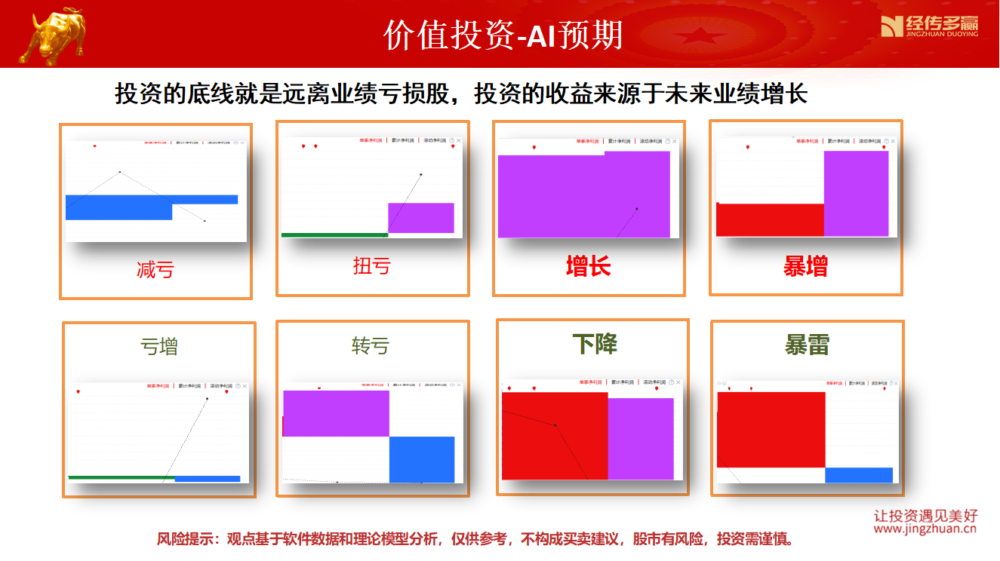 价值投资-AI预期
经传多赢
JINGZHUAN DUOYING
投资的底线就是远离业绩亏损股，投资的收益来源于未来业绩增长
单季净利润 | 累计净利润 | 滚动净利润
减亏
单季净利润 | 累计净利润 | 滚动净利润
扭亏
单季净利润 | 累计净利润 | 滚动净利润
增长
单季净利润 | 累计净利润 | 滚动净利润
暴增
亏增
单季净利润 | 累计净利润 | 滚动净利润
转亏
单季净利润 | 累计净利润 | 滚动净利润
下降
单季净利润 | 累计净利润 | 滚动净利润
暴雷
单季净利润 | 累计净利润 | 滚动净利润
让投资遇见美好
www.jingzhuan.cn
风险提示：观点基于软件数据和理论模型分析，仅供参考，不构成买卖建议，股市有风险，投资需谨慎。